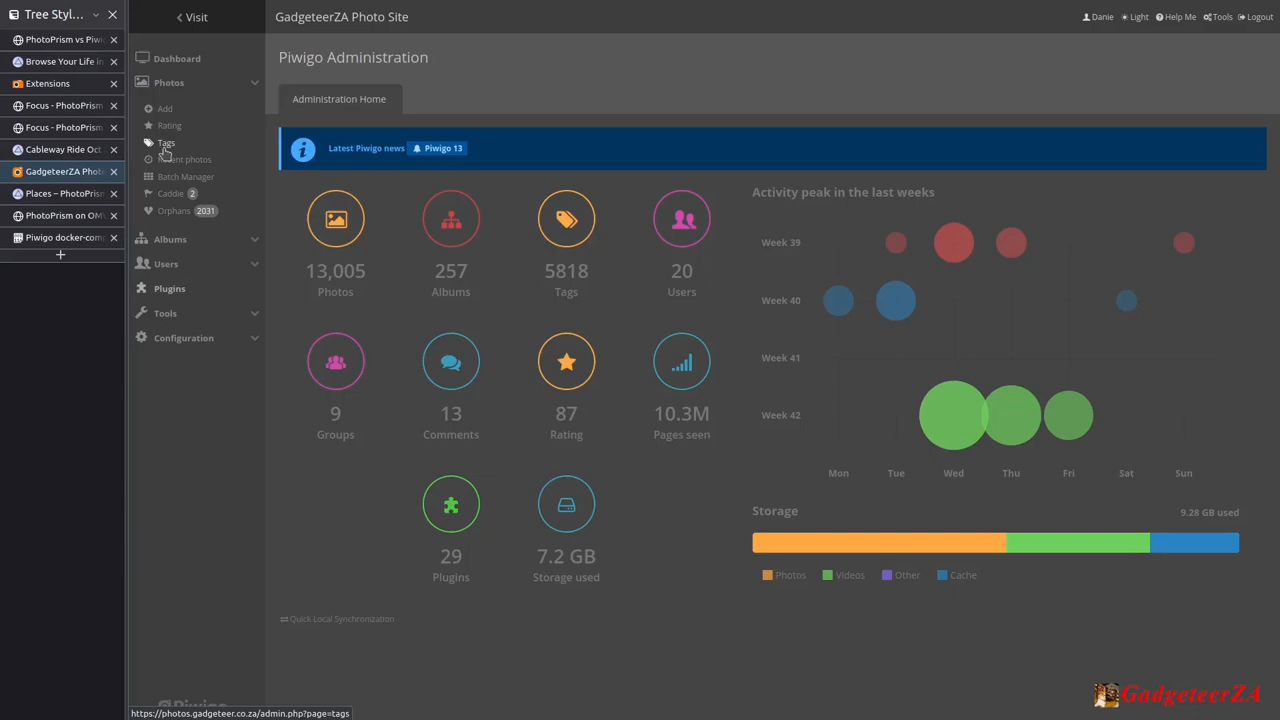 Tree Styl...
PhotoPrism vs Piwi
Browse Your Life in
Extensions
Focus - PhotoPrism
Focus - PhotoPrism
Cableway Ride Oct
GadgeteerZA Phot
Places – PhotoPrism
PhotoPrism on OMV
Piwigo docker-comp
Visit
GadgeteerZA Photo Site
Danie
Light
Help Me
Tools
Logout
Dashboard
Photos
Add
Rating
Tags
Recent photos
Batch Manager
Caddie 2
Orphans 2031
Albums
Users
Plugins
Tools
Configuration
Piwigo Administration
Administration Home
Latest Piwigo news Piwigo 13
13,005
Photos
257
Albums
5818
Tags
20
Users
9
Groups
13
Comments
87
Rating
10.3M
Pages seen
29
Plugins
7.2 GB
Storage used
Quick Local Synchronization
Activity peak in the last weeks
Week 39
Week 40
Week 41
Week 42
Mon Tue Wed Thu Fri Sat Sun
Storage 9.28 GB used
Photos Videos Other Cache
Piwigo
https://photos.gadgeteer.co.za/admin.php?page=tags
GadgeteerZA